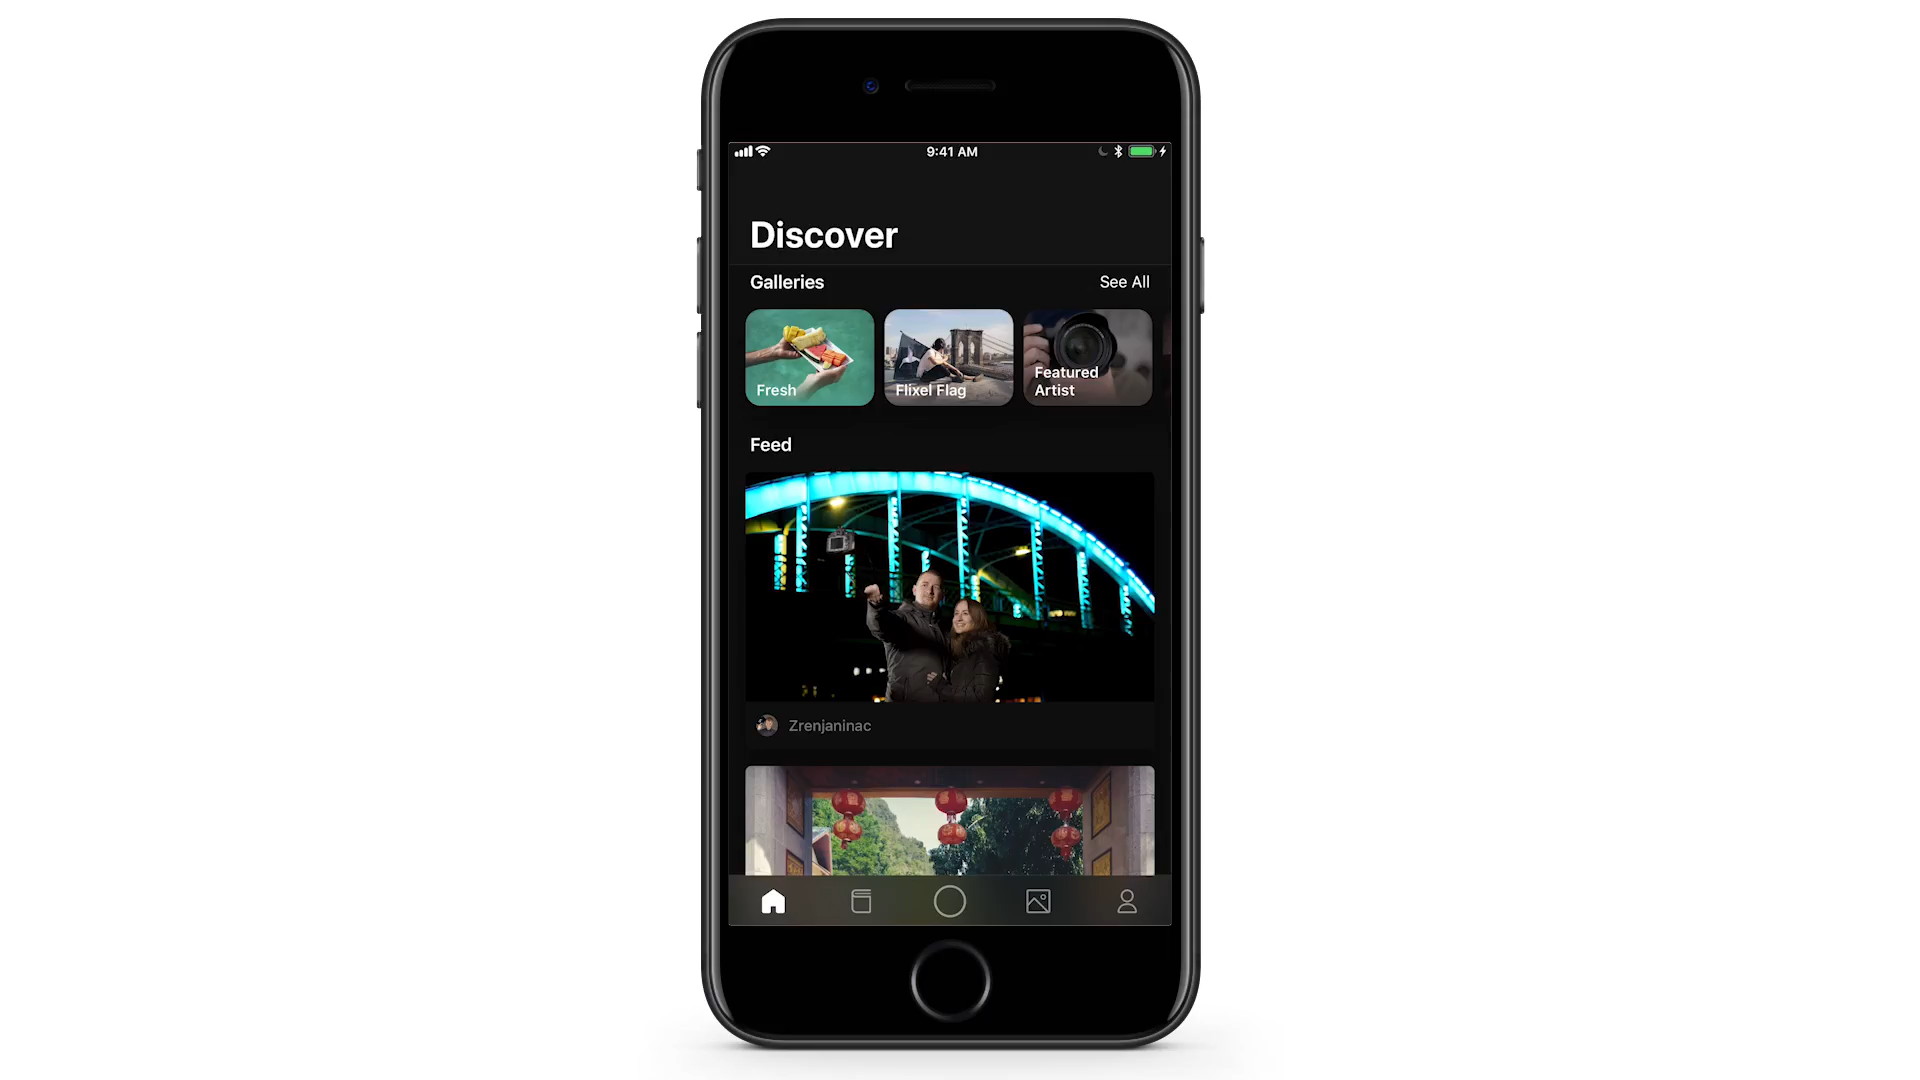 9:41 AM
Discover
Galleries
See All
Fresh
Flixel Flag
Featured
Artist
Feed
Zrenjaninac